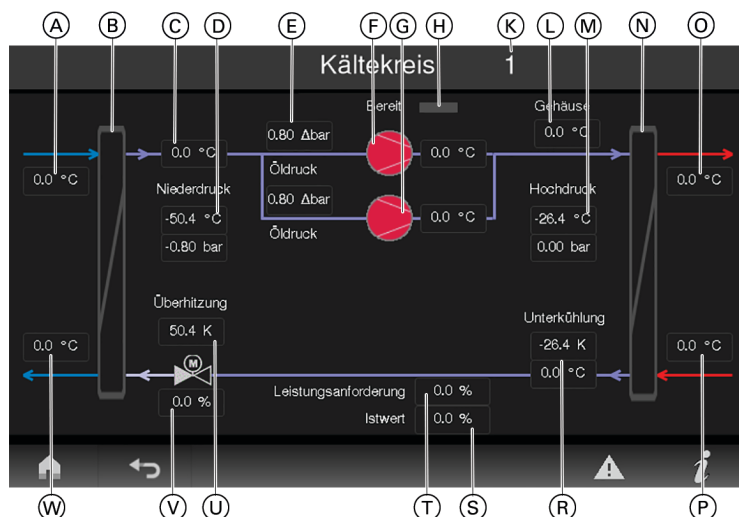 A B C D E F G H K L M N O
Kältekreis 1
Bereit Gehäuse
0.80 Δbar 0.0 °C
0.0 °C 0.0 °C
Öldruck
0.0 °C 0.0 °C
Niederdruck 0.80 Δbar Hochdruck
-50.4 °C 0.0 °C -26.4 °C
Öldruck
-0.80 bar 0.00 bar
Überhitzung Unterkühlung
0.0 °C 50.4 K -26.4 K 0.0 °C
M
0.0 °C
Leistungsanforderung 0.0 %
0.0 %
Istwert 0.0 %
i
W V U T S R P